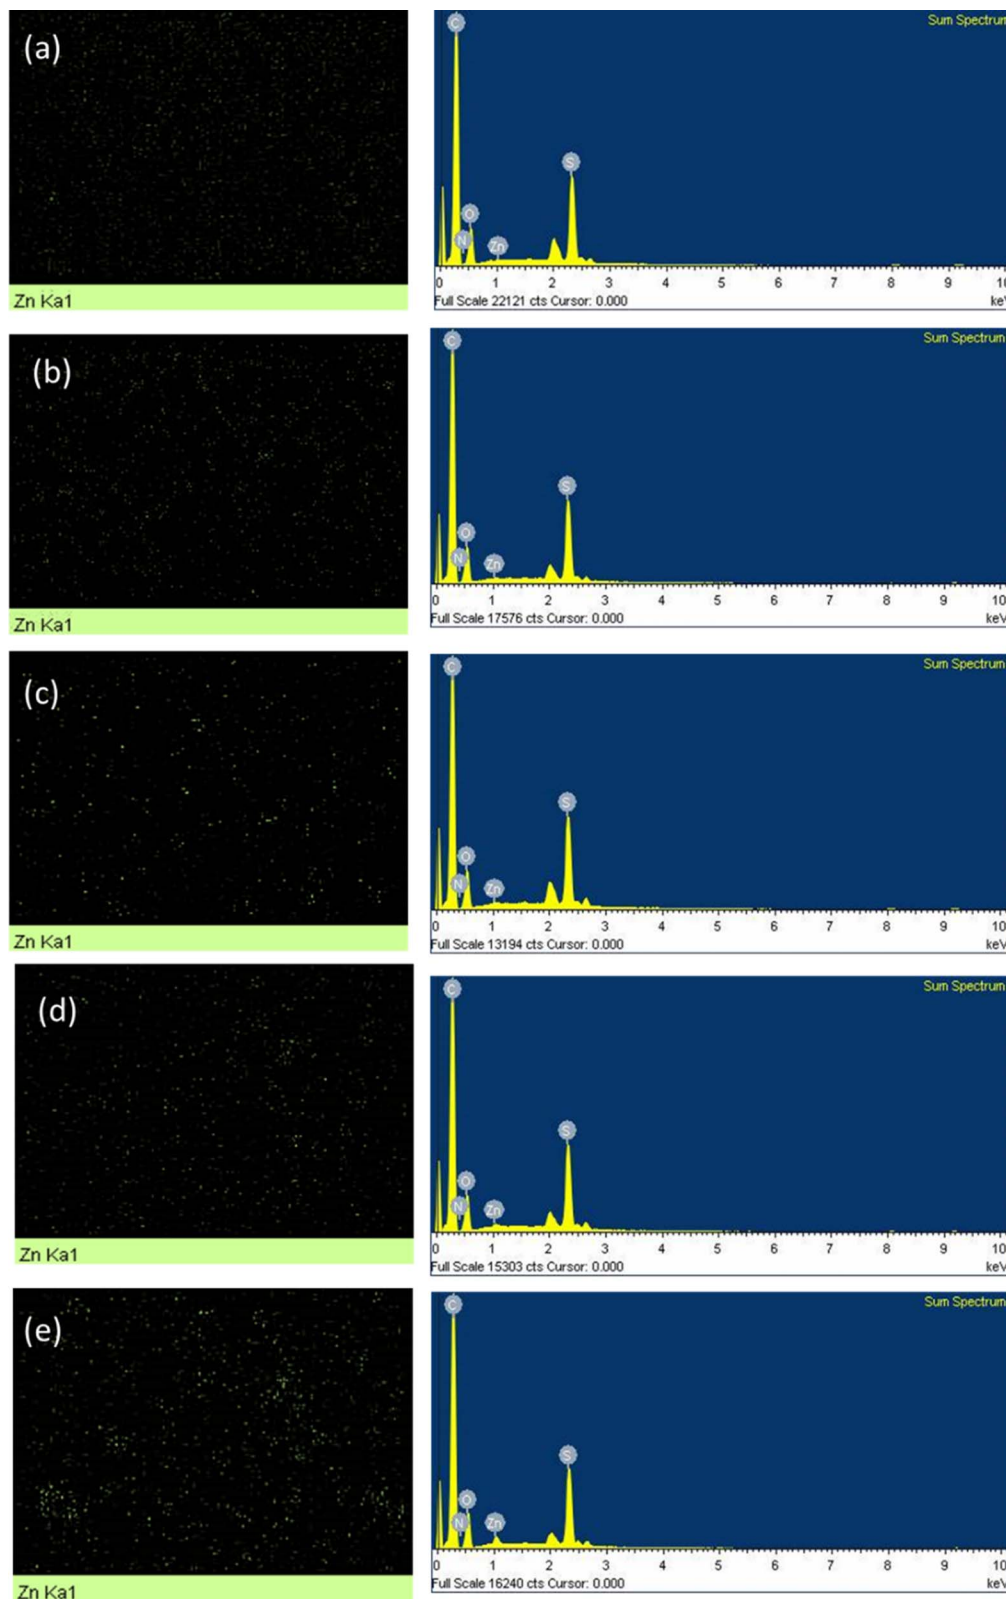 (a)
Zn Ka1
Sum Spectrum
C
S
O
N
Zn
0 1 2 3 4 5 6 7 8 9 10
Full Scale 22121 cts Cursor: 0.000
keV
(b)
Zn Ka1
Sum Spectrum
C
S
O
N
Zn
0 1 2 3 4 5 6 7 8 9 10
Full Scale 17576 cts Cursor: 0.000
keV
(c)
Zn Ka1
Sum Spectrum
C
S
O
N
Zn
0 1 2 3 4 5 6 7 8 9 10
Full Scale 13194 cts Cursor: 0.000
keV
(d)
Zn Ka1
Sum Spectrum
C
S
O
N
Zn
0 1 2 3 4 5 6 7 8 9 10
Full Scale 15303 cts Cursor: 0.000
keV
(e)
Zn Ka1
Sum Spectrum
C
S
O
N
Zn
0 1 2 3 4 5 6 7 8 9 10
Full Scale 16240 cts Cursor: 0.000
keV